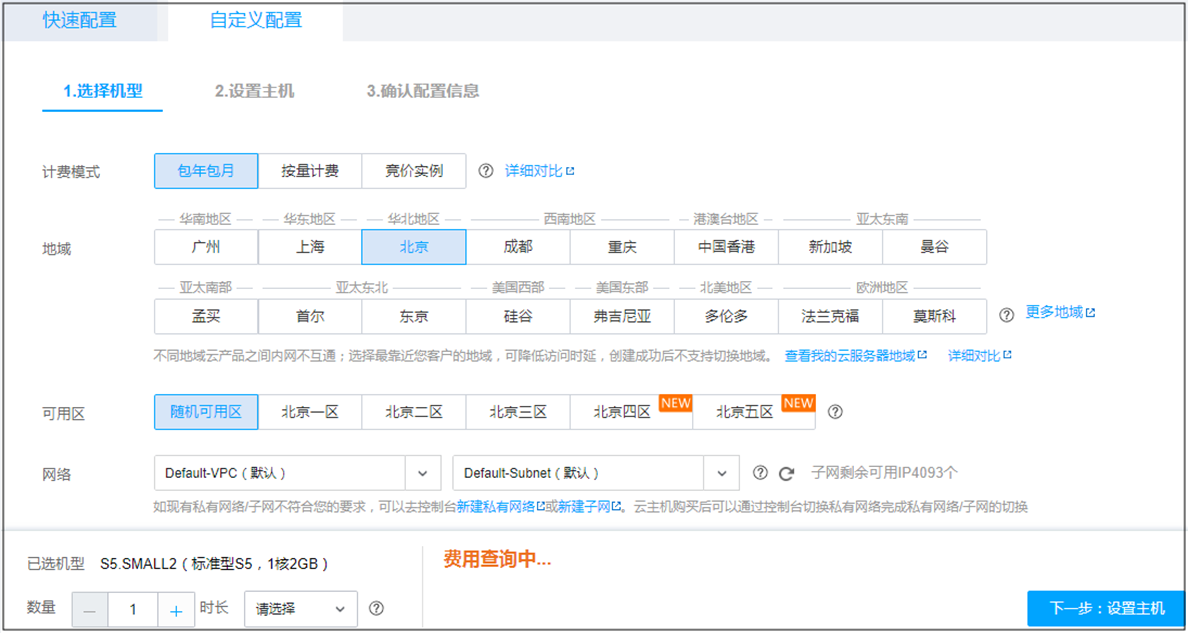 快速配置 自定义配置
1.选择机型 2.设置主机 3.确认配置信息
计费模式 包年包月 按量计费 竞价实例 详细对比
华南地区 华东地区 华北地区 西南地区 港澳台地区 亚太东南
地域 广州 上海 北京 成都 重庆 中国香港 新加坡 曼谷
亚太南部 亚太东北 美国西部 美国东部 北美地区 欧洲地区
孟买 首尔 东京 硅谷 弗吉尼亚 多伦多 法兰克福 莫斯科 更多地域
不同地域云产品之间内网不互通；选择最靠近您客户的地域，可降低访问时延，创建成功后不支持切换地域。 查看我的云服务器地域 详细对比
可用区 随机可用区 北京一区 北京二区 北京三区 北京四区 NEW 北京五区 NEW
网络 Default-VPC（默认） Default-Subnet（默认） 子网剩余可用IP4093个
如现有私有网络/子网不符合您的要求，可以去控制台新建私有网络或新建子网。云主机购买后可以通过控制台切换私有网络完成私有网络/子网的切换
已选机型 S5.SMALL2（标准型S5，1核2GB） 费用查询中...
数量 － 1 + 时长 请选择 下一步：设置主机